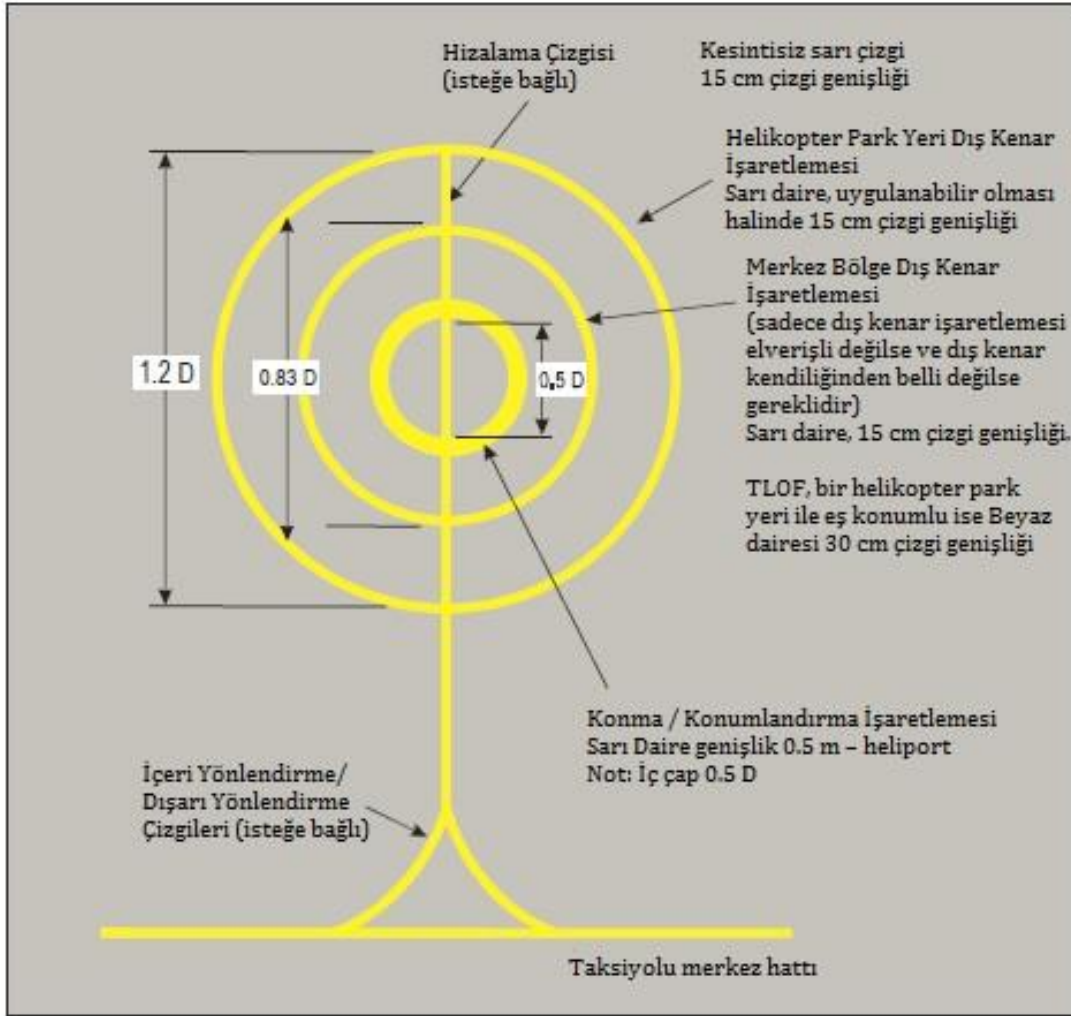 Hizalama Çizgisi
(isteğe bağlı)
Kesintisiz sarı çizgi
15 cm çizgi genişliği
Helikopter Park Yeri Dış Kenar
İşaretlemesi
Sarı daire, uygulanabilir olması
halinde 15 cm çizgi genişliği
Merkez Bölge Dış Kenar
İşaretlemesi
(sadece dış kenar işaretlemesi
elverişli değilse ve dış kenar
kendiliğinden belli değilse
gereklidir)
Sarı daire, 15 cm çizgi genişliği.
1.2 D
0.83 D
0,5 D
TLOF, bir helikopter park
yeri ile eş konumlu ise Beyaz
dairesi 30 cm çizgi genişliği
Konma / Konumlandırma İşaretlemesi
Sarı Daire genişlik 0.5 m – heliport
Not: İç çap 0.5 D
İçeri Yönlendirme/
Dışarı Yönlendirme
Çizgileri (isteğe bağlı)
Taksiyolu merkez hattı